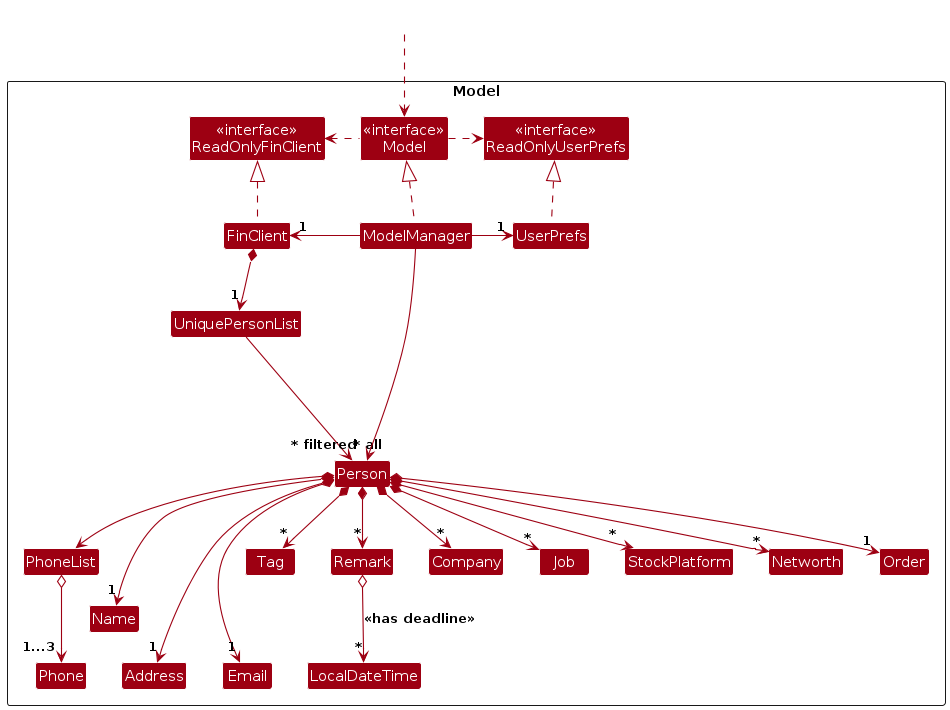 Model
«interface»
ReadOnlyFinClient
«interface»
Model
«interface»
ReadOnlyUserPrefs
FinClient
1
ModelManager
1
UserPrefs
1
UniquePersonList
* filtered
* all
Person
*
*
*
*
*
*
1
PhoneList
Tag
Remark
Company
Job
StockPlatform
Networth
Order
1
Name
«has deadline»
1...3
1
1
*
Phone
Address
Email
LocalDateTime